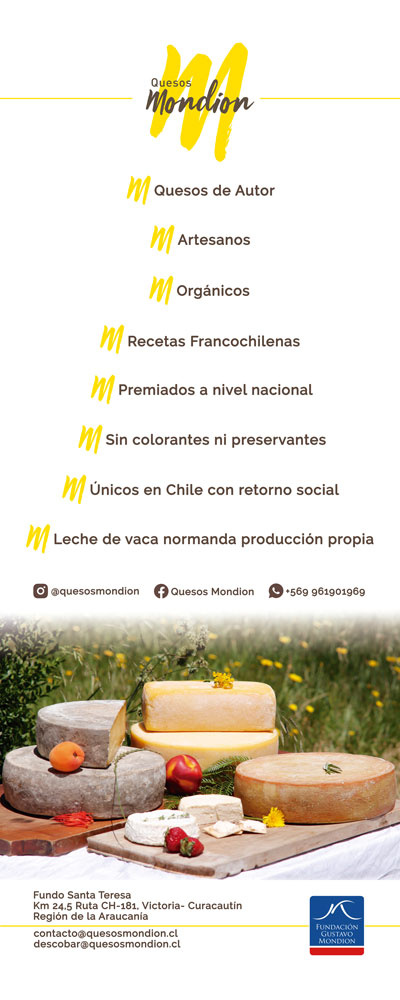 Quesos
Mondion
Quesos de Autor
Artesanos
Orgánicos
Recetas Francochilenas
Premiados a nivel nacional
Sin colorantes ni preservantes
Únicos en Chile con retorno social
Leche de vaca normanda producción propia
@quesosmondion Quesos Mondion +569 961901969
Fundo Santa Teresa
Km 24,5 Ruta CH-181, Victoria- Curacautín
Región de la Araucanía
contacto@quesosmondion.cl
descobar@quesosmondion.cl
FUNDACIÓN
GUSTAVO
MONDION